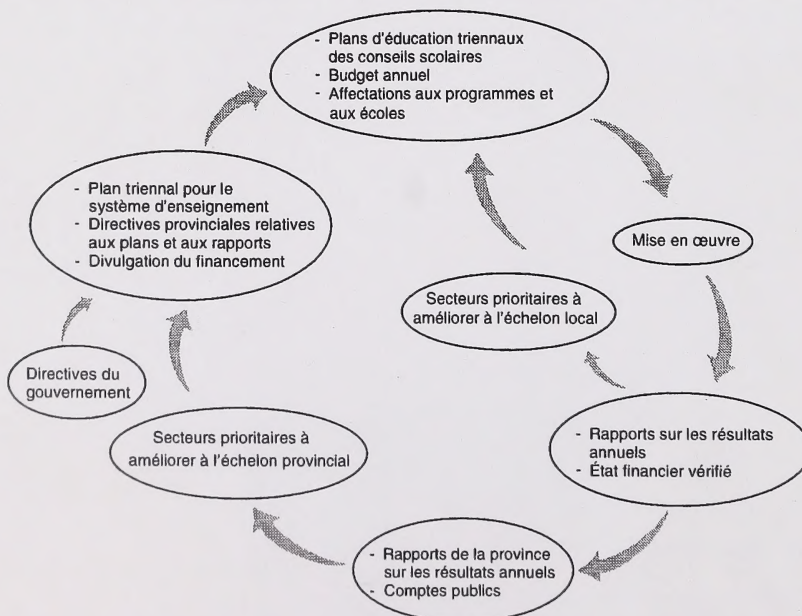 - Plans d'éducation triennaux
des conseils scolaires
- Budget annuel
- Affectations aux programmes et
aux écoles
- Plan triennal pour le
système d'enseignement
- Directives provinciales relatives
aux plans et aux rapports
- Divulgation du financement
Mise en œuvre
Secteurs prioritaires à
améliorer à l'échelon local
Directives du
gouvernement
Secteurs prioritaires à
améliorer à l'échelon provincial
- Rapports sur les résultats
annuels
- État financier vérifié
- Rapports de la province
sur les résultats annuels
- Comptes publics